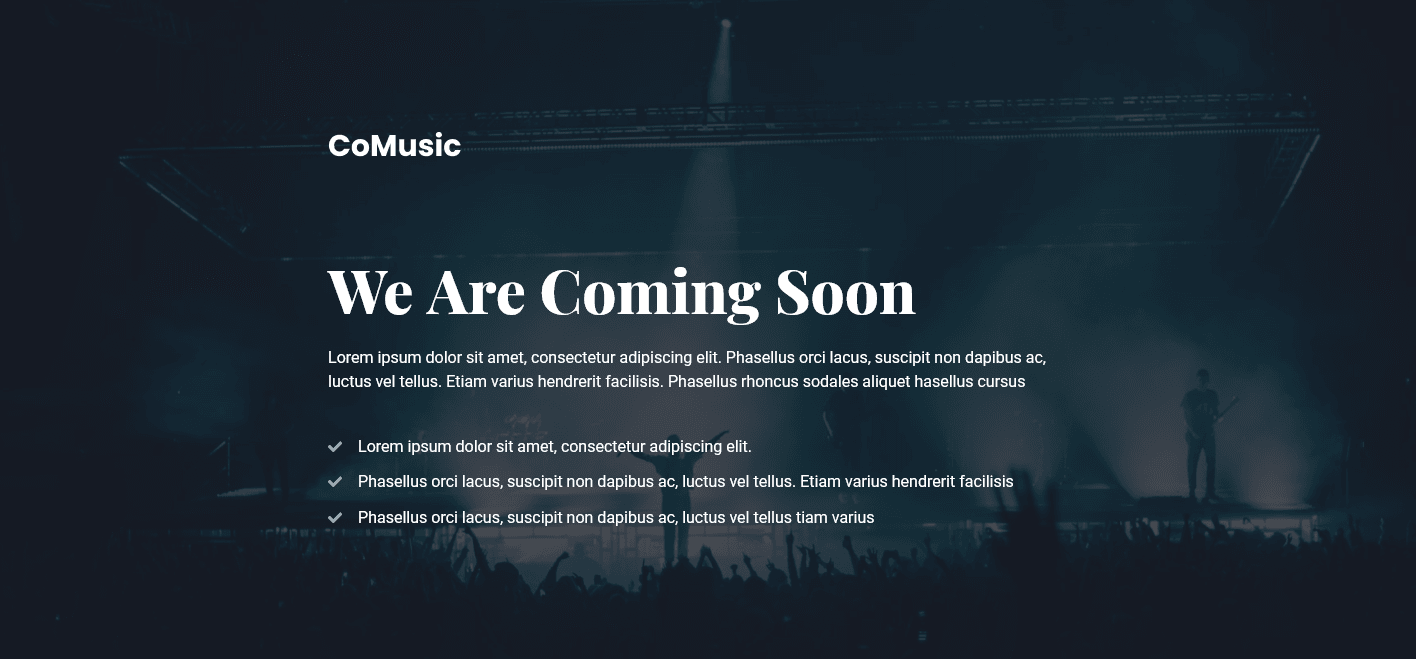 CoMusic
We Are Coming Soon
Lorem ipsum dolor sit amet, consectetur adipiscing elit. Phasellus orci lacus, suscipit non dapibus ac,
luctus vel tellus. Etiam varius hendrerit facilisis. Phasellus rhoncus sodales aliquet hasellus cursus
Lorem ipsum dolor sit amet, consectetur adipiscing elit.
Phasellus orci lacus, suscipit non dapibus ac, luctus vel tellus. Etiam varius hendrerit facilisis
Phasellus orci lacus, suscipit non dapibus ac, luctus vel tellus tiam varius